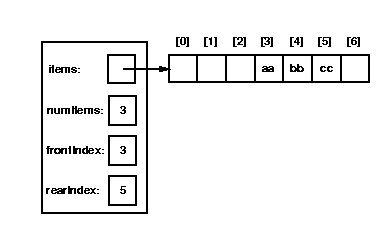 [0] [1] [2] [3] [4] [5] [6]
items: aa bb cc
numItems: 3
frontIndex: 3
rearIndex: 5